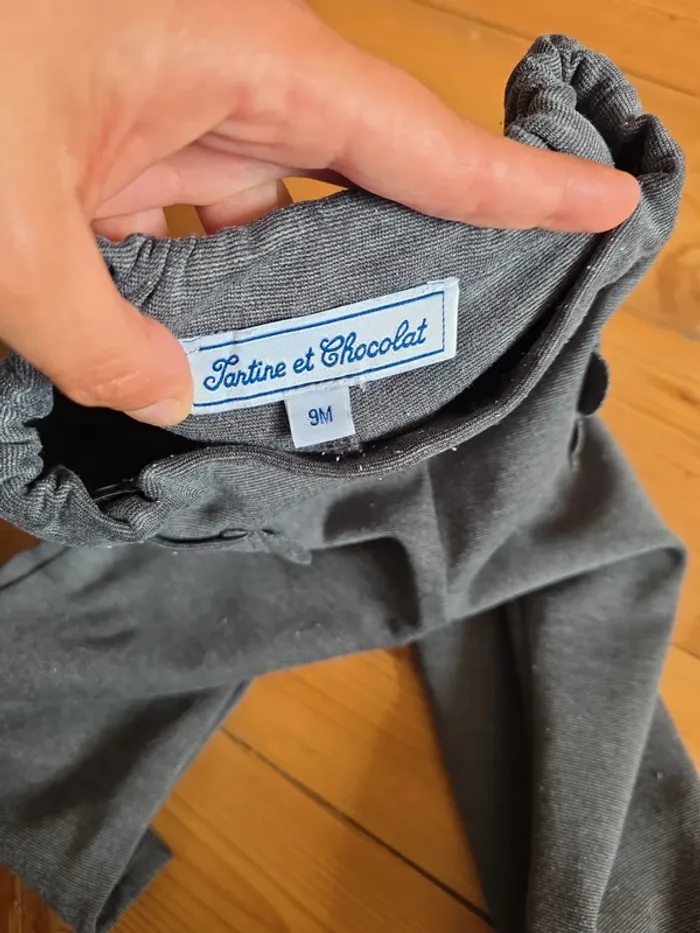 Tartine et Chocolat
9M